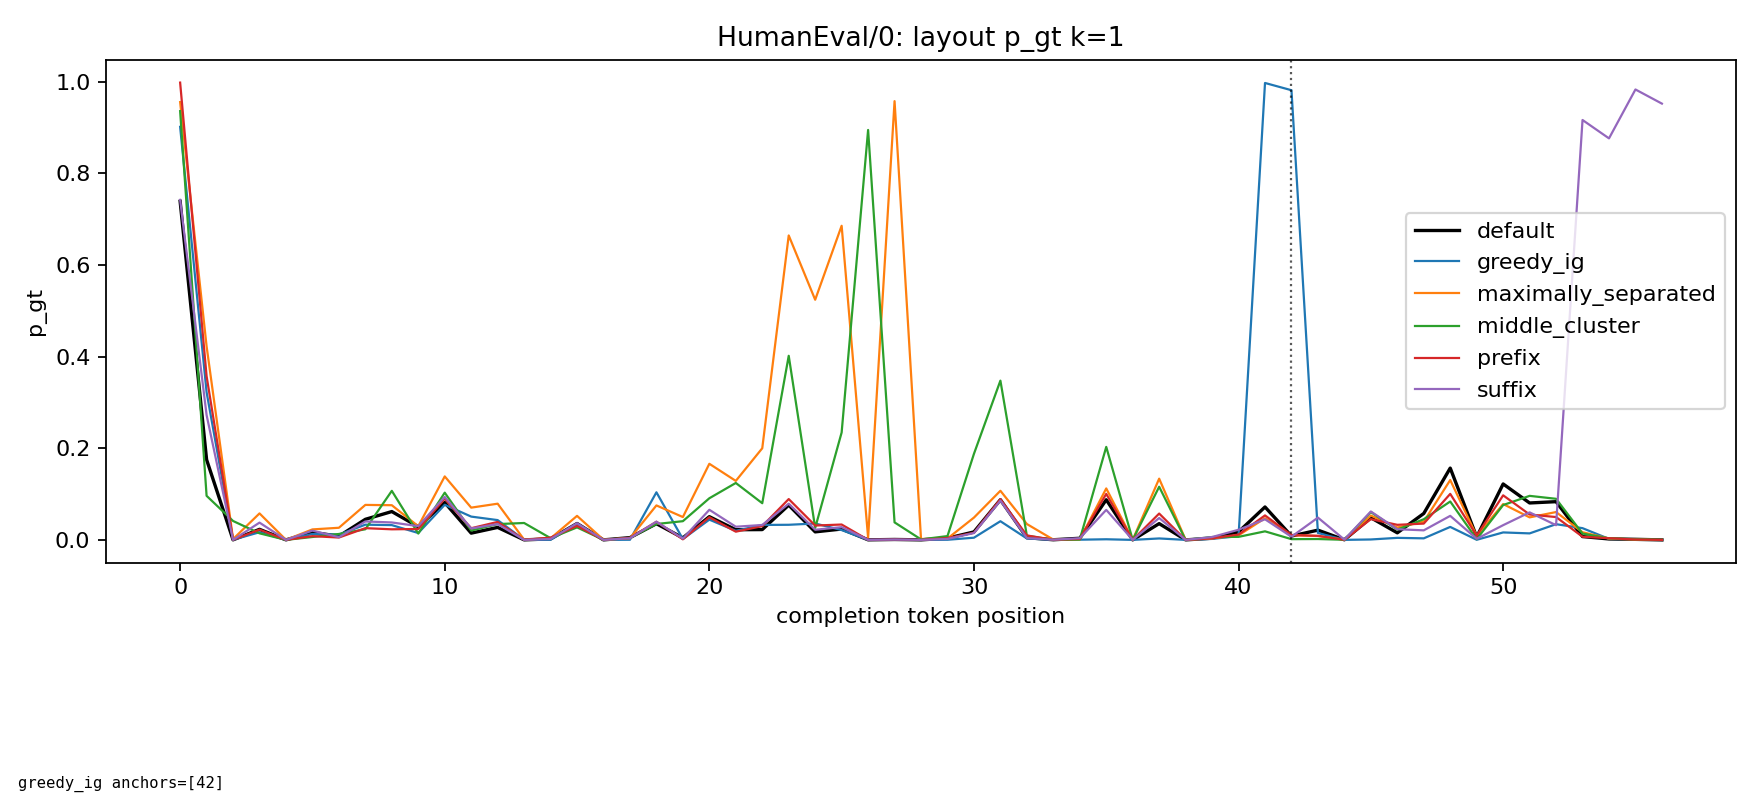 HumanEval/0: layout p_gt k=1
1.0
0.8
0.6
0.4
0.2
0.0
p_gt
0
10
20
30
40
50
completion token position
default
greedy_ig
maximally_separated
middle_cluster
prefix
suffix
greedy_ig anchors=[42]